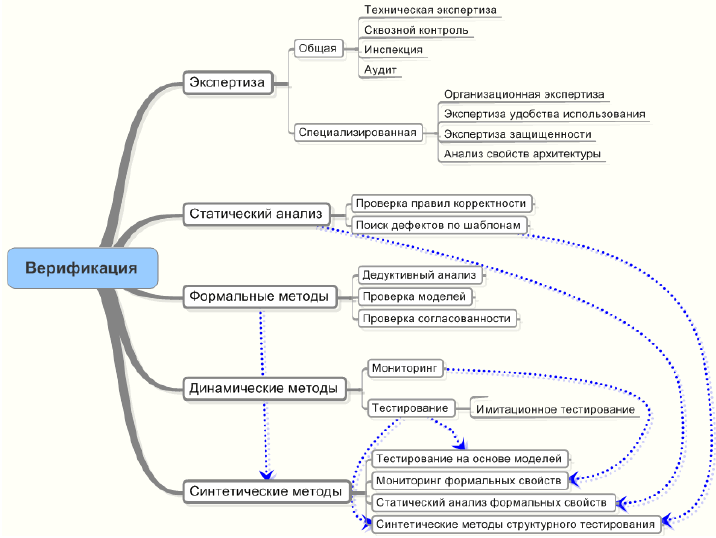 Верификация
Экспертиза
Общая
Техническая экспертиза
Сквозной контроль
Инспекция
Аудит
Специализированная
Организационная экспертиза
Экспертиза удобства использования
Экспертиза защищенности
Анализ свойств архитектуры
Статический анализ
Проверка правил корректности
Поиск дефектов по шаблонам
Формальные методы
Дедуктивный анализ
Проверка моделей
Проверка согласованности
Динамические методы
Мониторинг
Тестирование
Имитационное тестирование
Синтетические методы
Тестирование на основе моделей
Мониторинг формальных свойств
Статический анализ формальных свойств
Синтетические методы структурного тестирования